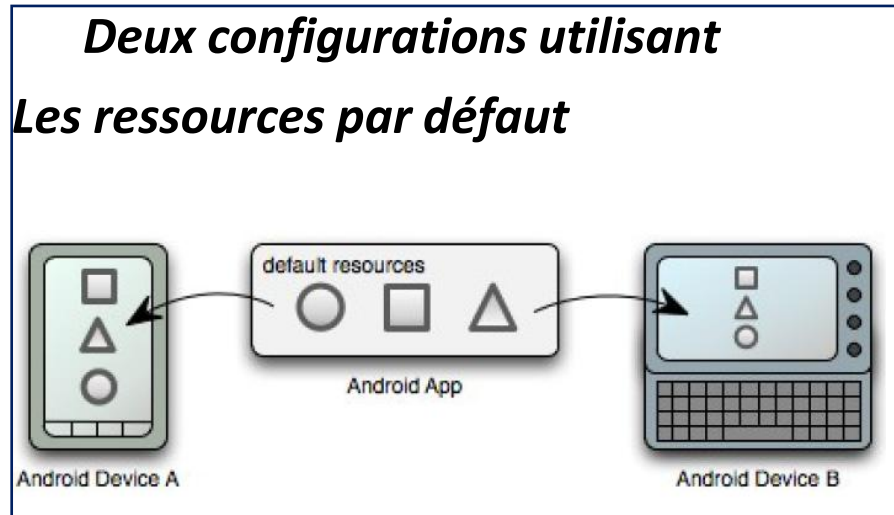 Deux configurations utilisant
Les ressources par défaut
default resources
Android App
Android Device A
Android Device B